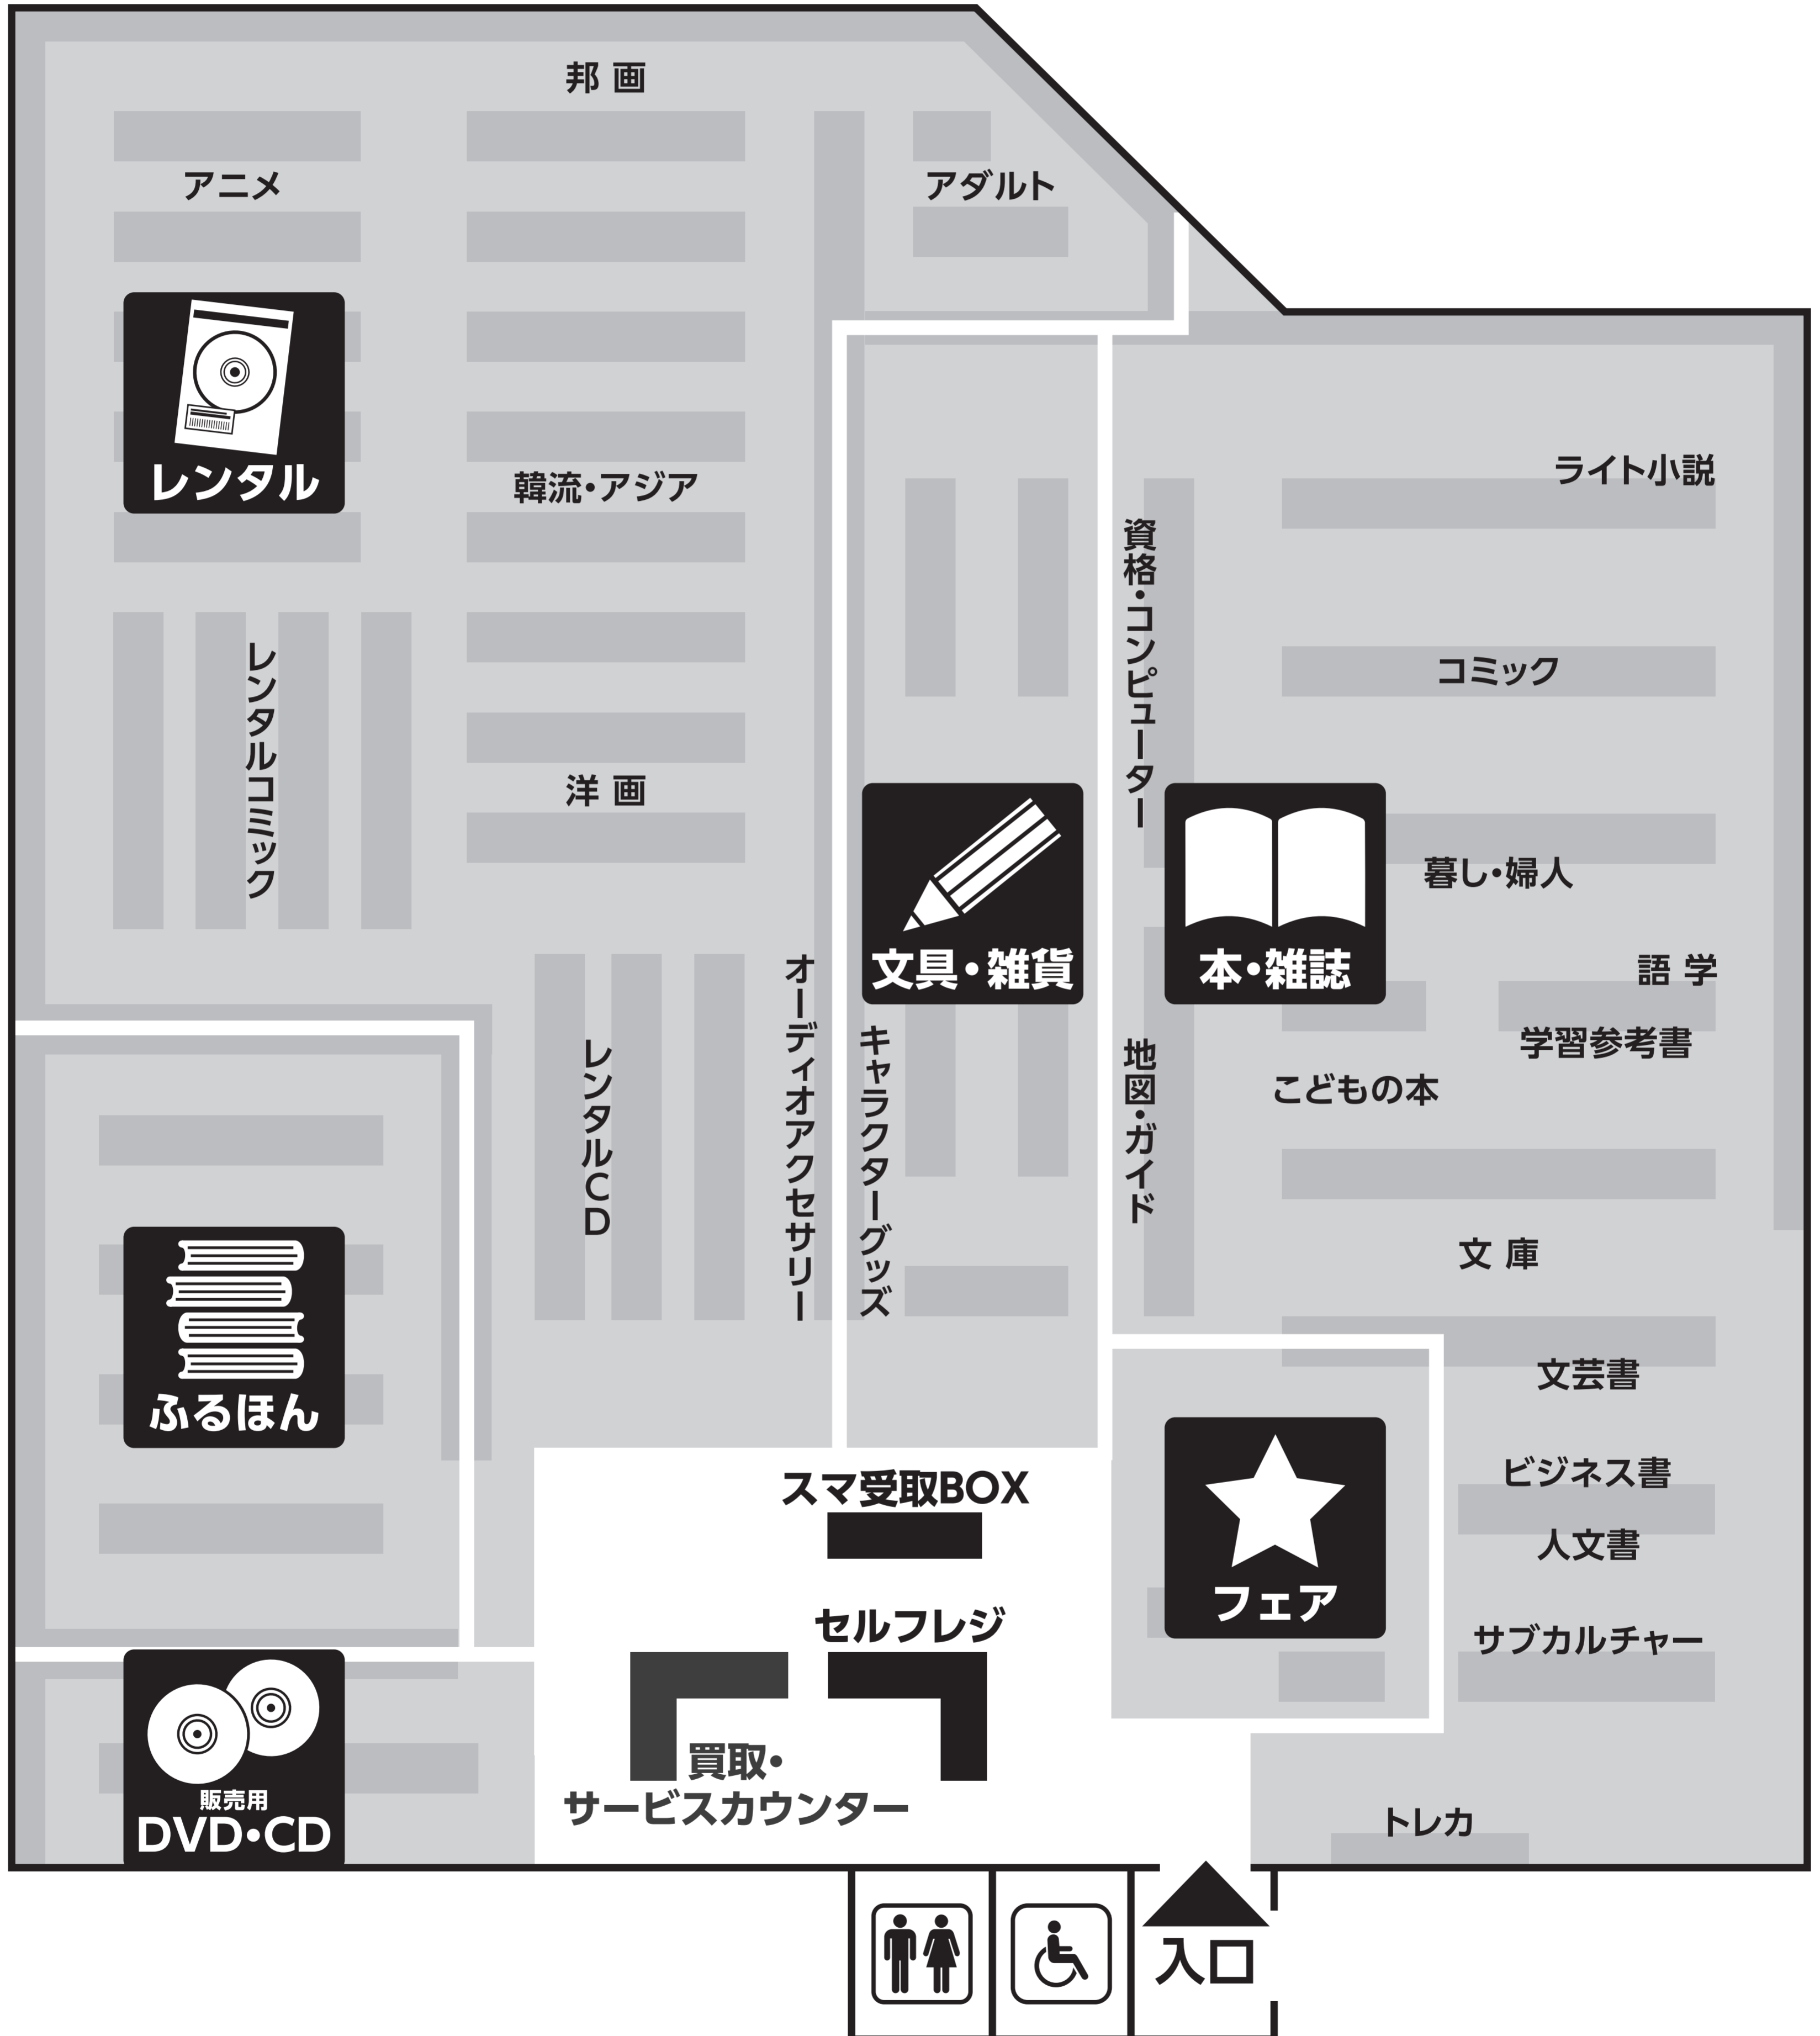 邦画
アニメ
アダルト
レンタル
韓流・アジア
ライト小説
資格・コンピューター
コミック
レンタルコミック
洋画
文具・雑貨
本・雑誌
暮し・婦人
語学
学習参考書
こどもの本
オーディオアクセサリー
キャラクターグッズ
レンタルCD
地図・ガイド
文庫
ふるほん
文芸書
スマ受取BOX
ビジネス書
人文書
フェア
セルフレジ
サブカルチャー
買取・
サービスカウンター
販売用
DVD・CD
トレカ
入口